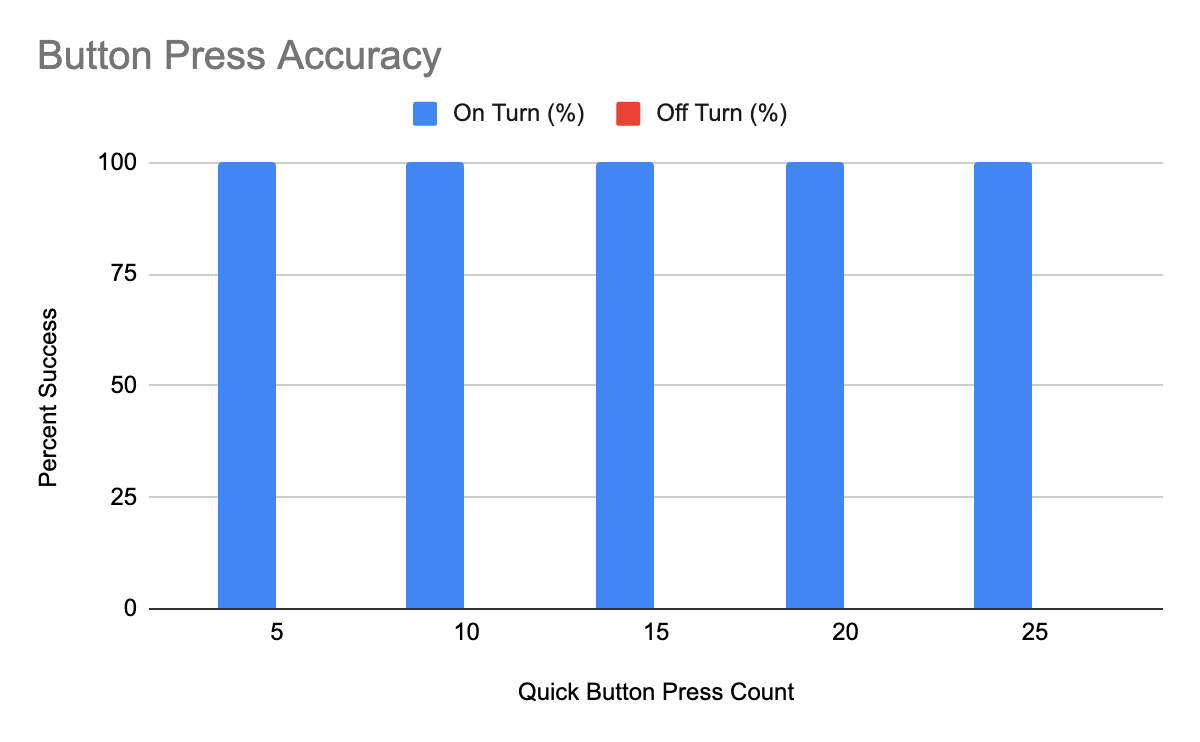 Button Press Accuracy
On Turn (%) Off Turn (%)
100
75
50
25
0
Percent Success
5 10 15 20 25
Quick Button Press Count